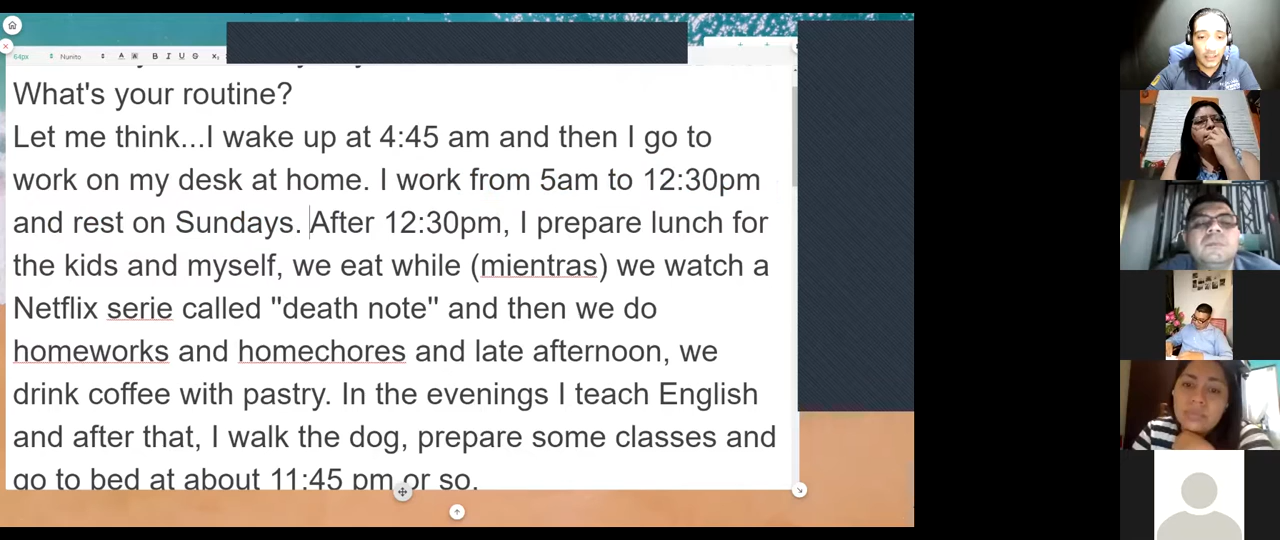 64px Nunito B I U S X₁
What's your routine?
Let me think...I wake up at 4:45 am and then I go to
work on my desk at home. I work from 5am to 12:30pm
and rest on Sundays. After 12:30pm, I prepare lunch for
the kids and myself, we eat while (mientras) we watch a
Netflix serie called "death note" and then we do
homeworks and homechores and late afternoon, we
drink coffee with pastry. In the evenings I teach English
and after that, I walk the dog, prepare some classes and
go to bed at about 11:45 pm or so.